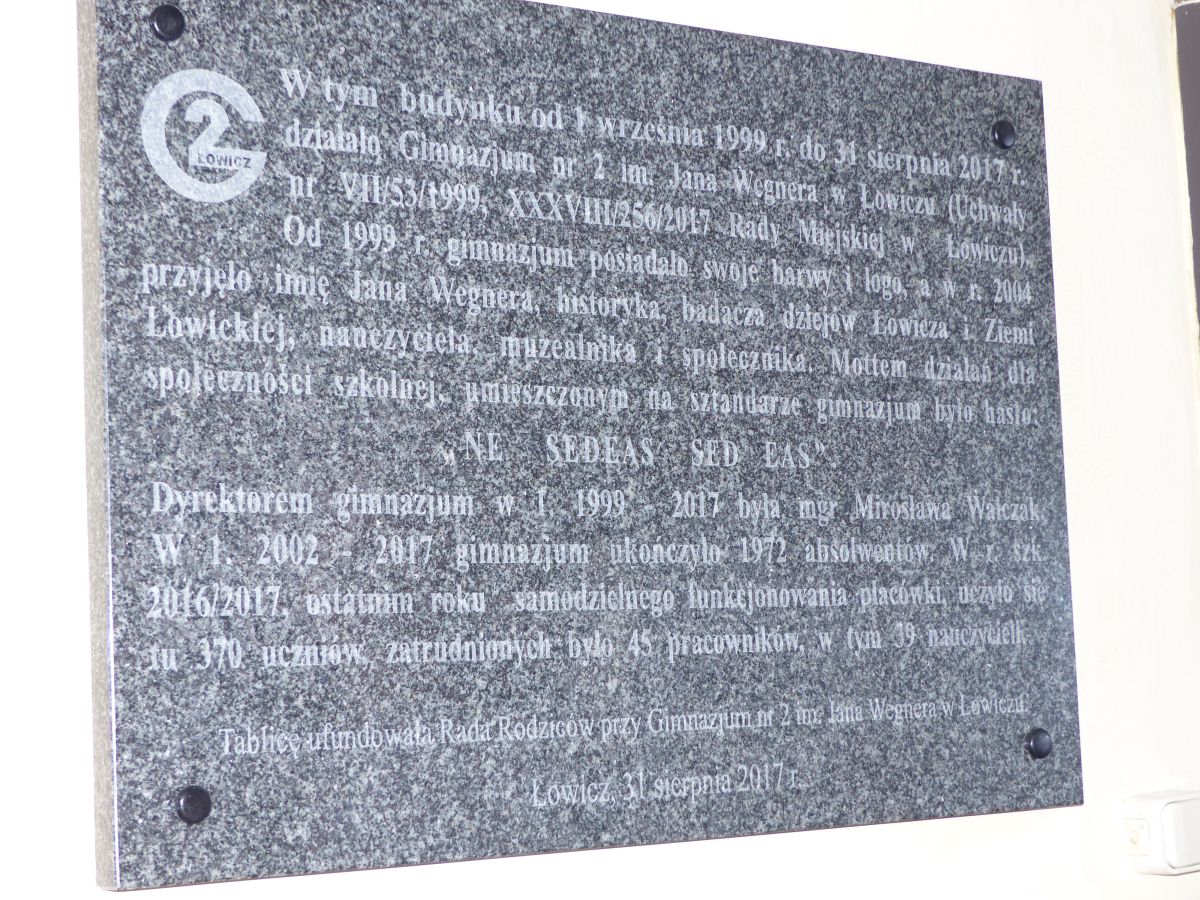 2
ŁOWICZ
W tym budynku od 1 września 1999 r. do 31 sierpnia 2017 r.
działało Gimnazjum nr 2 im. Jana Wegnera w Łowiczu (Uchwały
nr VII/53/1999, XXXVIII/256/2017 Rady Miejskiej w Łowiczu).
Od 1999 r. gimnazjum posiadało swoje barwy i logo, a w r. 2004
przyjęło imię Jana Wegnera, historyka, badacza dziejów Łowicza i Ziemi
Łowickiej, nauczyciela, muzealnika i społecznika. Mottem działań dla
społeczności szkolnej, umieszczonym na sztandarze gimnazjum było hasło:
„NE SEDEAS SED EAS”.
Dyrektorem gimnazjum w l. 1999 - 2017 była mgr Mirosława Walczak.
W l. 2002 - 2017 gimnazjum ukończyło 1972 absolwentów. W r. szk.
2016/2017, ostatnim roku samodzielnego funkcjonowania placówki, uczyło się
tu 370 uczniów, zatrudnionych było 45 pracowników, w tym 39 nauczycieli.
Tablicę ufundowała Rada Rodziców przy Gimnazjum nr 2 im. Jana Wegnera w Łowiczu.
Łowicz, 31 sierpnia 2017 r.